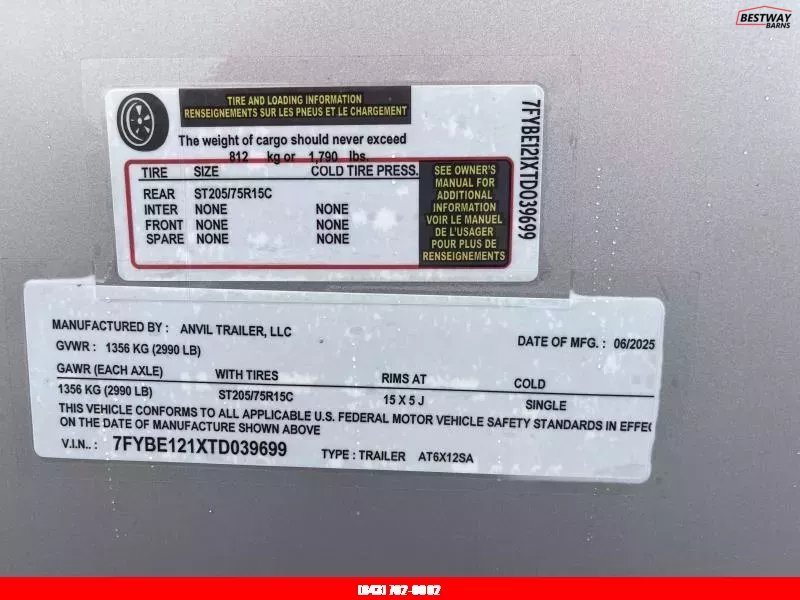 BESTWAY
BARNS
TIRE AND LOADING INFORMATION
RENSEIGNEMENTS SUR LES PNEUS ET LE CHARGEMENT
The weight of cargo should never exceed
812 kg or 1,790 lbs.
TIRE SIZE COLD TIRE PRESS.
REAR ST205/75R15C
INTER NONE NONE
FRONT NONE NONE
SPARE NONE NONE
SEE OWNER'S
MANUAL FOR
ADDITIONAL
INFORMATION
VOIR LE MANUEL
DE L'USAGER
POUR PLUS DE
RENSEIGNEMENTS
7FYBE121XTD039699
MANUFACTURED BY : ANVIL TRAILER, LLC
DATE OF MFG. : 06/2025
GVWR : 1356 KG (2990 LB)
GAWR (EACH AXLE) WITH TIRES RIMS AT COLD
1356 KG (2990 LB) ST205/75R15C 15 X 5 J SINGLE
THIS VEHICLE CONFORMS TO ALL APPLICABLE U.S. FEDERAL MOTOR VEHICLE SAFETY STANDARDS IN EFFEC
ON THE DATE OF MANUFACTURE SHOWN ABOVE
V.I.N.. : 7FYBE121XTD039699 TYPE : TRAILER AT6X12SA